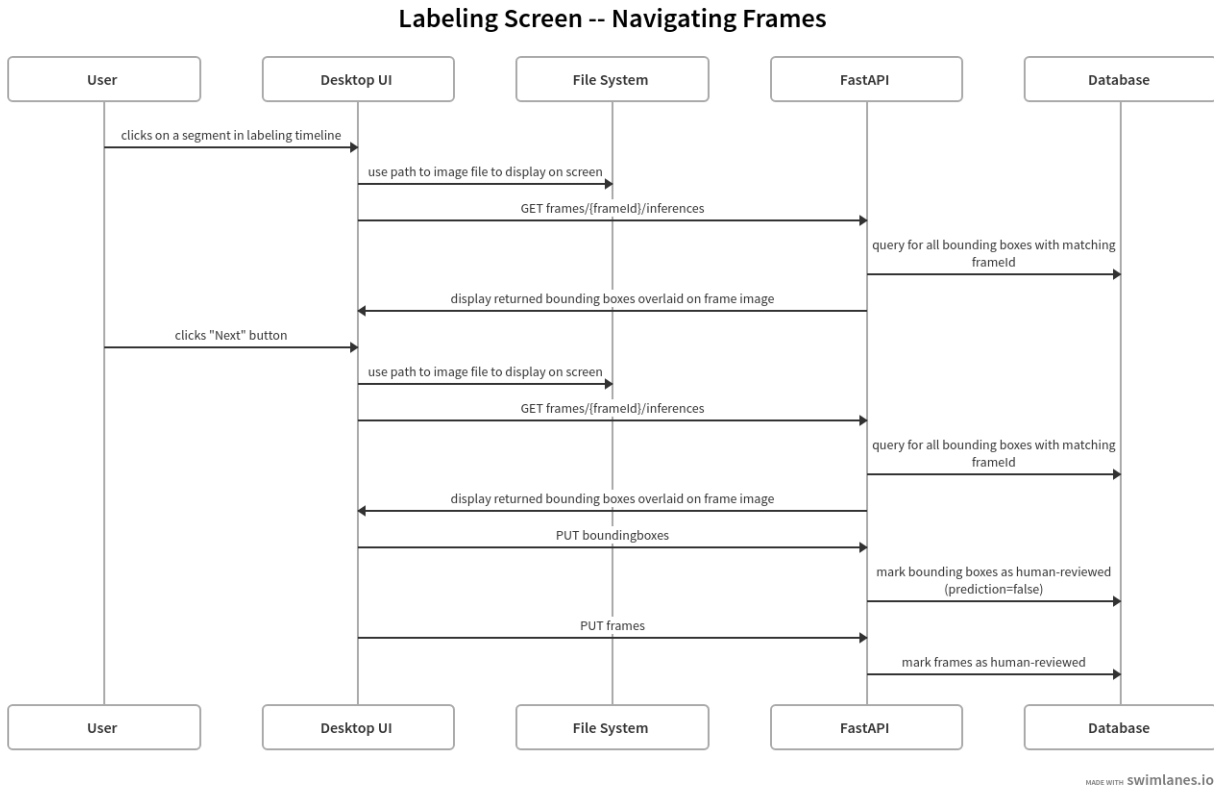 Labeling Screen -- Navigating Frames
User
Desktop UI
File System
FastAPI
Database
clicks on a segment in labeling timeline
use path to image file to display on screen
GET frames/{frameId}/inferences
query for all bounding boxes with matching
frameId
display returned bounding boxes overlaid on frame image
clicks "Next" button
use path to image file to display on screen
GET frames/{frameId}/inferences
query for all bounding boxes with matching
frameId
display returned bounding boxes overlaid on frame image
PUT boundingboxes
mark bounding boxes as human-reviewed
(prediction=false)
PUT frames
mark frames as human-reviewed
User
Desktop UI
File System
FastAPI
Database
MADE WITH swimlanes.io